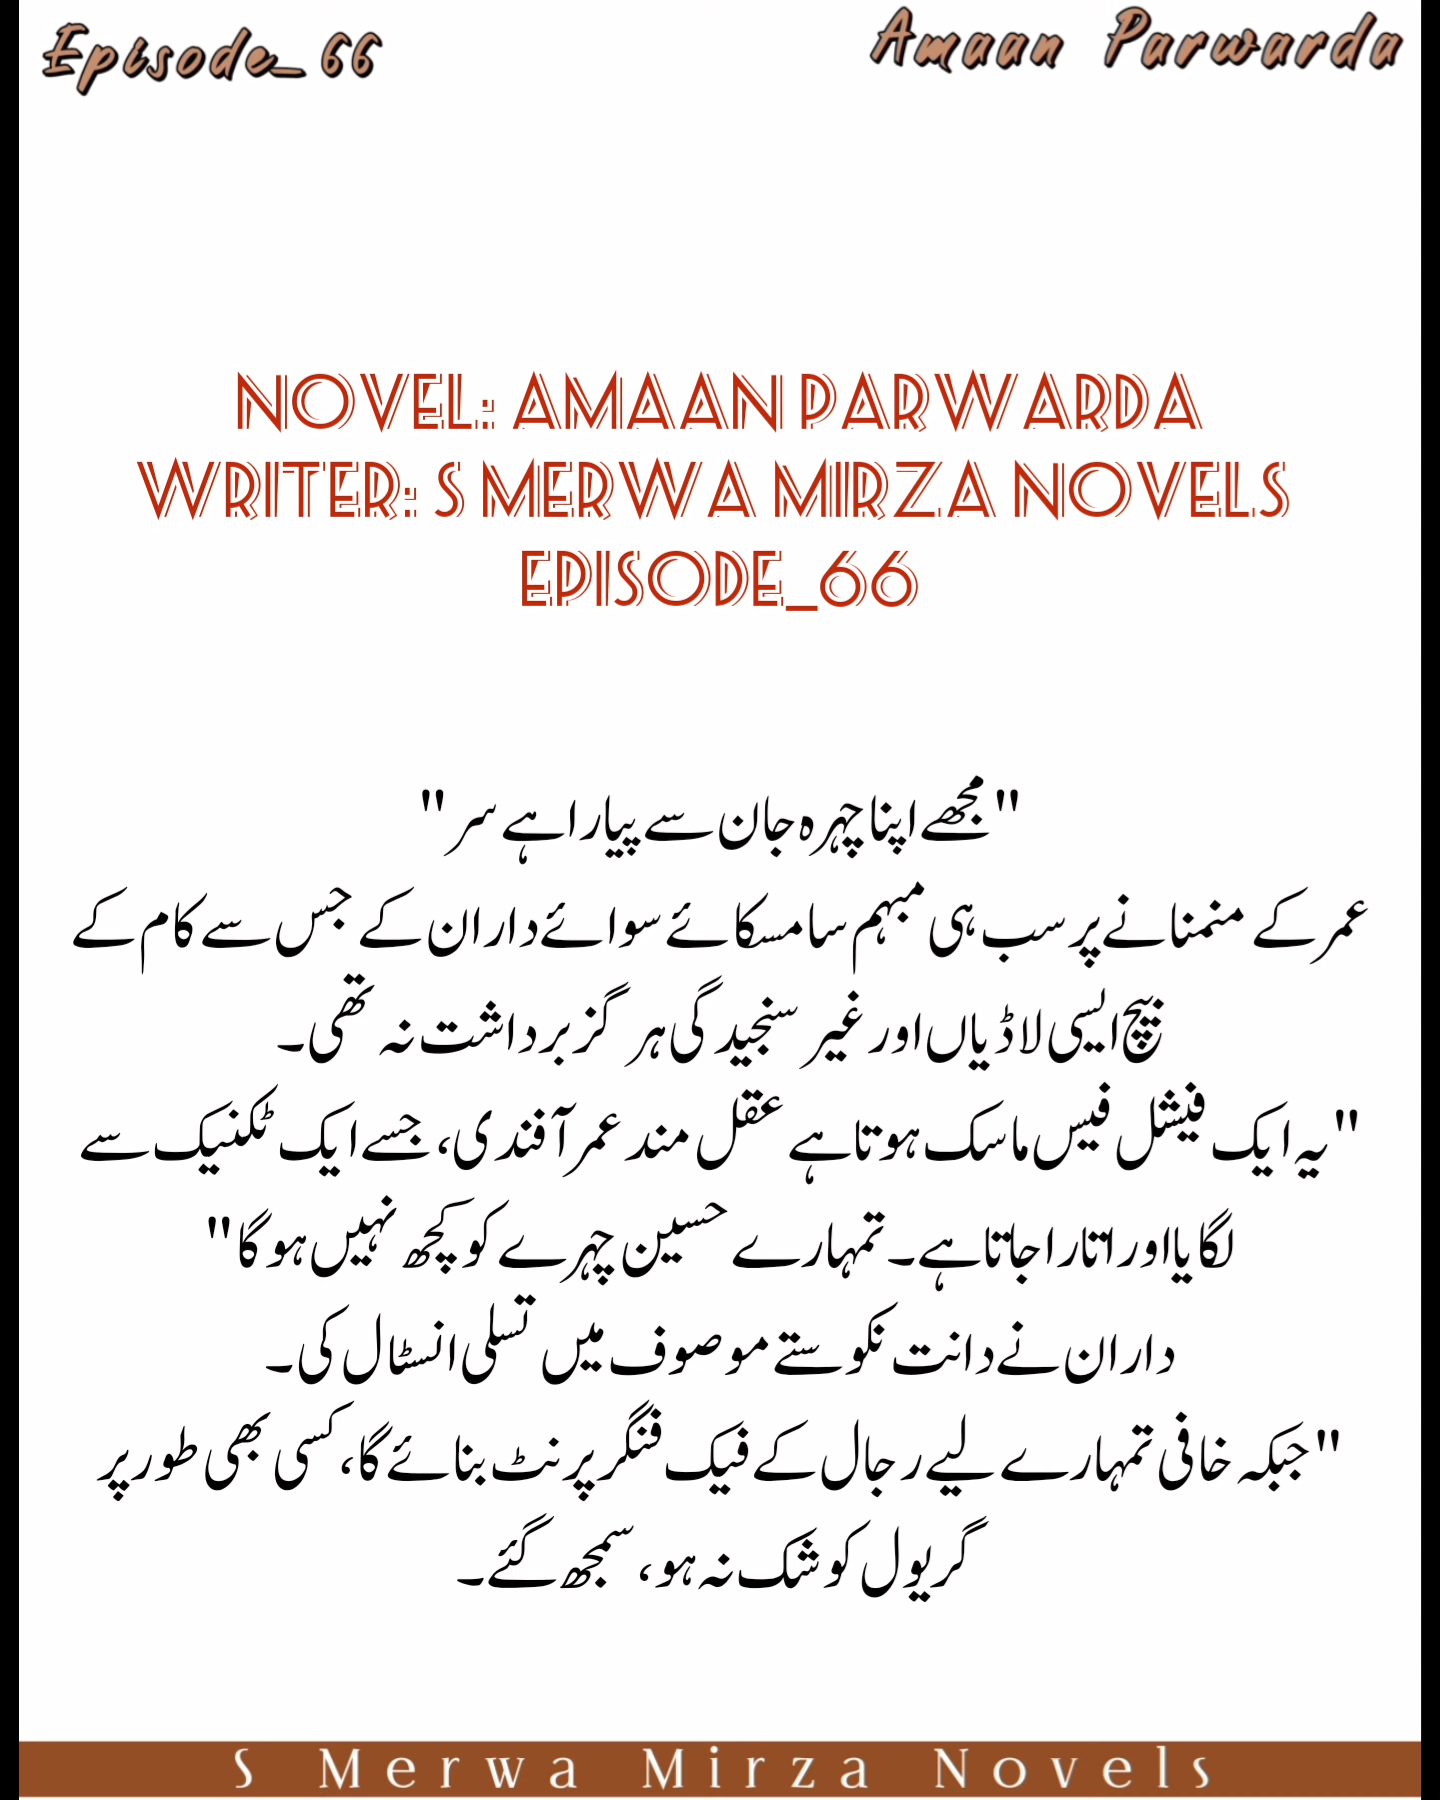 Episode_66
Amaan Parwarda
NOVEL: AMAAN PARWARDA
WRITER: S MERWA MIRZA NOVELS
EPISODE_66
"مجھے اپنا چہرہ جان سے پیارا ہے سر"
عمر کے منمنانے پر سب ہی مبہم سا مسکائے سوائے داران کے جس سے کام کے
بیچ ایسی لاڈیاں اور غیر سنجیدگی ہر گز برداشت نہ تھی۔
"یہ ایک فیشل فیس ماسک ہوتا ہے عقل مند عمر آفندی، جسے ایک ٹکنیک سے
لگایا اور اتارا جاتا ہے۔ تمہارے حسین چہرے کو کچھ نہیں ہو گا"
داران نے دانت نکوستے موصوف میں تسلی انسٹال کی۔
"جبکہ خافی تمہارے لیے رجال کے فیک فنگر پرنٹ بنائے گا، کسی بھی طور پر
گریول کو شک نہ ہو، سمجھ گئے۔
S Merwa Mirza Novels